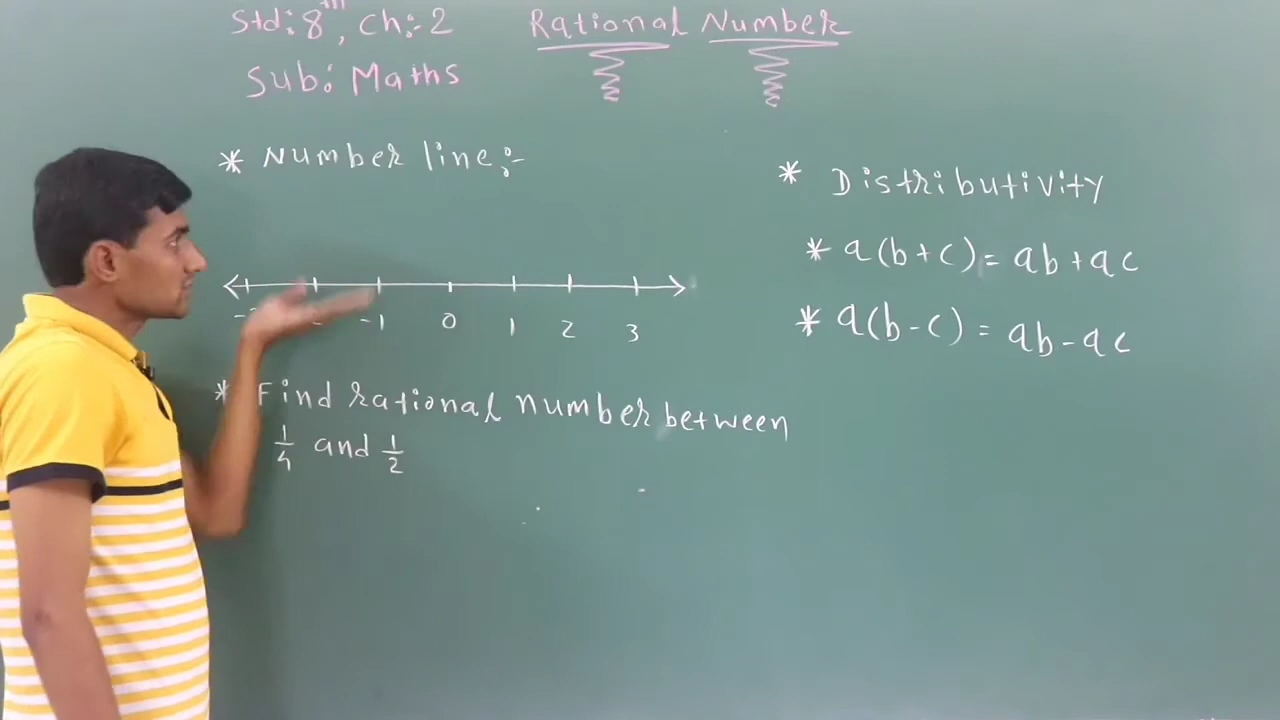 Std: 8th, Ch:- 2
Sub: Maths
Rational Number
* Number line:-
-1 0 1 2 3
* Find rational number between
1/4 and 1/2
* Distributivity
* a(b+c) = ab+ac
* a(b-c) = ab-ac